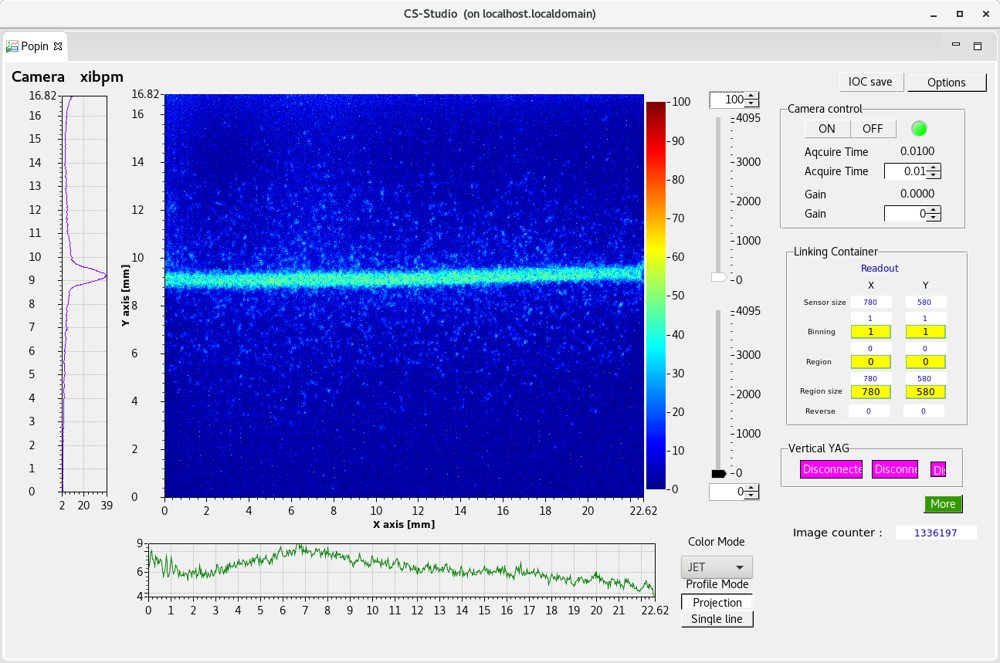 CS-Studio (on localhost.localdomain)
Popin
Camera xibpm
IOC save
Options
16.82
16
15
14
13
12
11
10
9
8
7
6
5
4
3
2
1
0
2 20 39
16.82
16
14
12
10
8
6
4
2
0
Y axis [mm]
0 2 4 6 8 10 12 14 16 18 20 22.62
X axis [mm]
100
90
80
70
60
50
40
30
20
10
0
100
4095
3000
2000
1000
0
4095
3000
2000
1000
0
0
Camera control
ON OFF
Aqcuire Time 0.0100
Acquire Time 0.01
Gain 0.0000
Gain 0
Linking Container
Readout
X Y
Sensor size 780 580
1 1
Binning 1 1
0 0
Region 0 0
780 580
Region size 780 580
Reverse 0 0
Vertical YAG
Disconnecte Disconne Dis
More
Image counter : 1336197
9
6
4
0 1 2 3 4 5 6 7 8 9 10 11 12 13 14 15 16 17 18 19 20 21 22.62
Color Mode
JET
Profile Mode
Projection
Single line